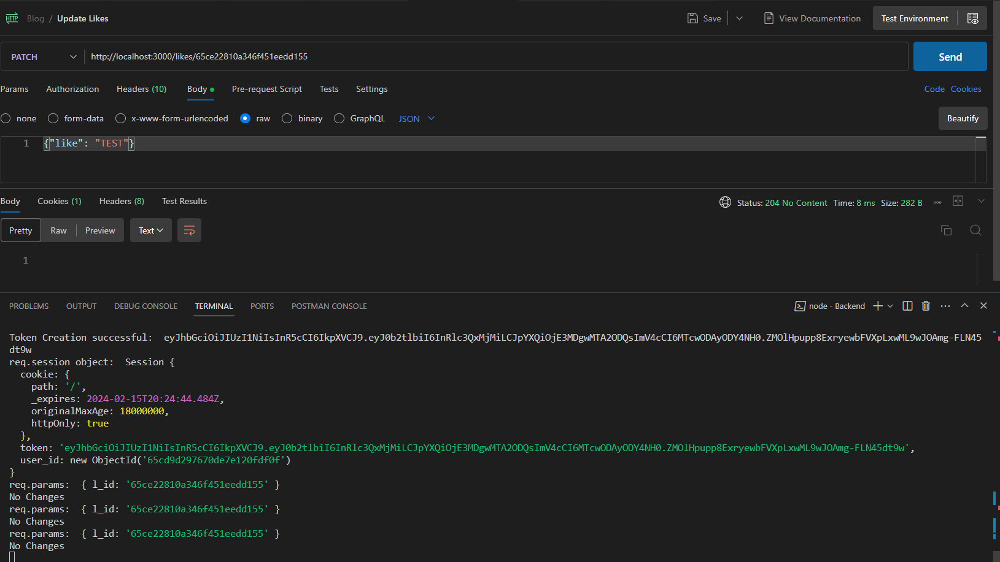 HTTP Blog / Update Likes Save View Documentation Test Environment
PATCH http://localhost:3000/likes/65ce22810a346f451eedd155 Send
Params Authorization Headers (10) Body Pre-request Script Tests Settings Code Cookies
none form-data x-www-form-urlencoded raw binary GraphQL JSON Beautify
1 {"like": "TEST"}
Body Cookies (1) Headers (8) Test Results Status: 204 No Content Time: 8 ms Size: 282 B
Pretty Raw Preview Text
1
PROBLEMS OUTPUT DEBUG CONSOLE TERMINAL PORTS POSTMAN CONSOLE node - Backend
Token Creation successful:  eyJhbGciOiJIUzI1NiIsInR5cCI6IkpXVCJ9.eyJ0b2tlbiI6InRlc3QxMjMiLCJpYXQiOjE3MDgwMTA2ODQsImV4cCI6MTcwODAyODY4NH0.ZMOlHpupp8ExryewbFVXpLxwML9wJOAmg-FLN45
dt9w
req.session object:  Session {
cookie: {
path: '/',
_expires: 2024-02-15T20:24:44.484Z,
originalMaxAge: 18000000,
httpOnly: true
},
token: 'eyJhbGciOiJIUzI1NiIsInR5cCI6IkpXVCJ9.eyJ0b2tlbiI6InRlc3QxMjMiLCJpYXQiOjE3MDgwMTA2ODQsImV4cCI6MTcwODAyODY4NH0.ZMOlHpupp8ExryewbFVXpLxwML9wJOAmg-FLN45dt9w',
user_id: new ObjectId('65cd9d297670de7e120fdf0f')
}
req.params:  { l_id: '65ce22810a346f451eedd155' }
No Changes
req.params:  { l_id: '65ce22810a346f451eedd155' }
No Changes
req.params:  { l_id: '65ce22810a346f451eedd155' }
No Changes